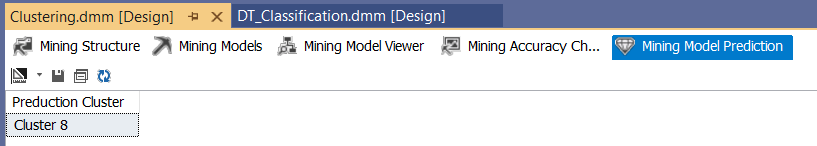 Clustering.dmm [Design] DT_Classification.dmm [Design]
Mining Structure Mining Models Mining Model Viewer Mining Accuracy Ch... Mining Model Prediction
Preduction Cluster
Cluster 8